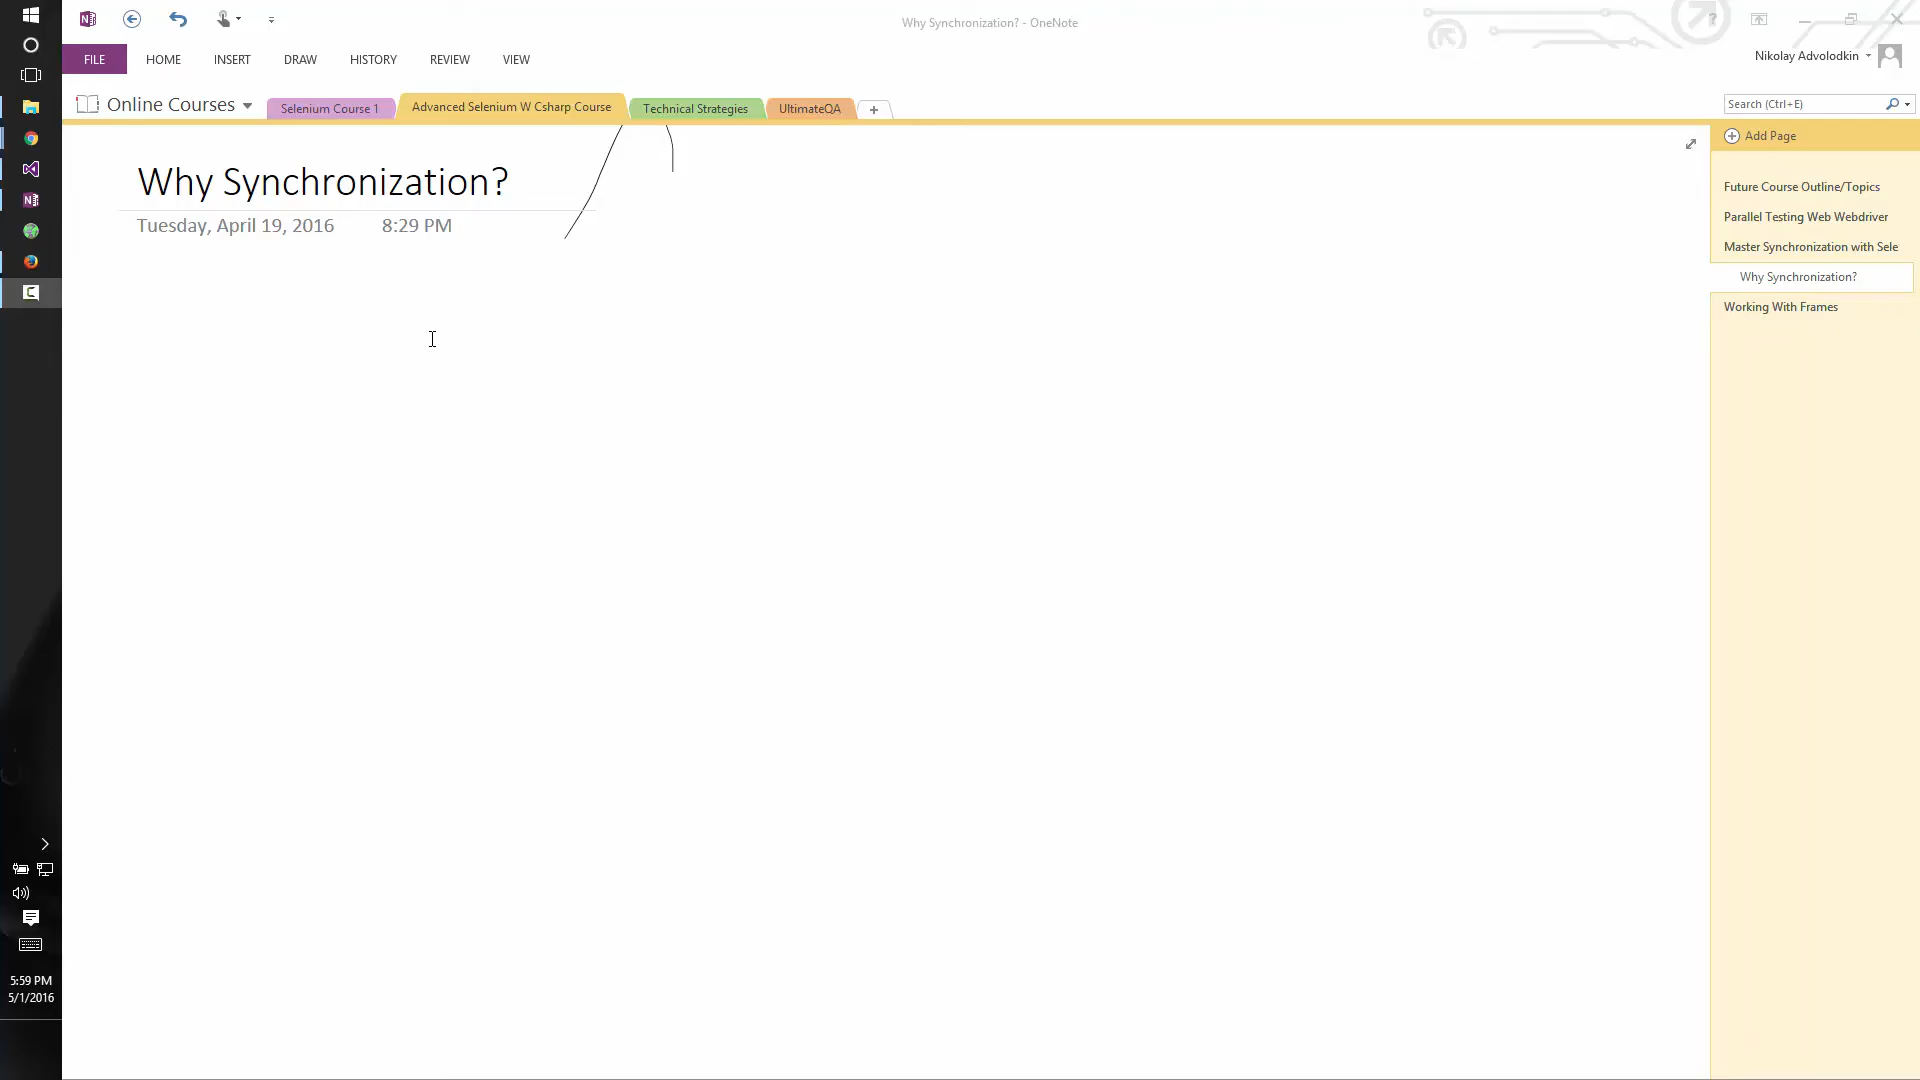 Why Synchronization? - OneNote
FILE HOME INSERT DRAW HISTORY REVIEW VIEW
Nikolay Advolodkin
Online Courses
Selenium Course 1
Advanced Selenium W Csharp Course
Technical Strategies
UltimateQA
Search (Ctrl+E)
Add Page
Why Synchronization?
Tuesday, April 19, 2016 8:29 PM
Future Course Outline/Topics
Parallel Testing Web Webdriver
Master Synchronization with Sele
Why Synchronization?
Working With Frames
5:59 PM
5/1/2016